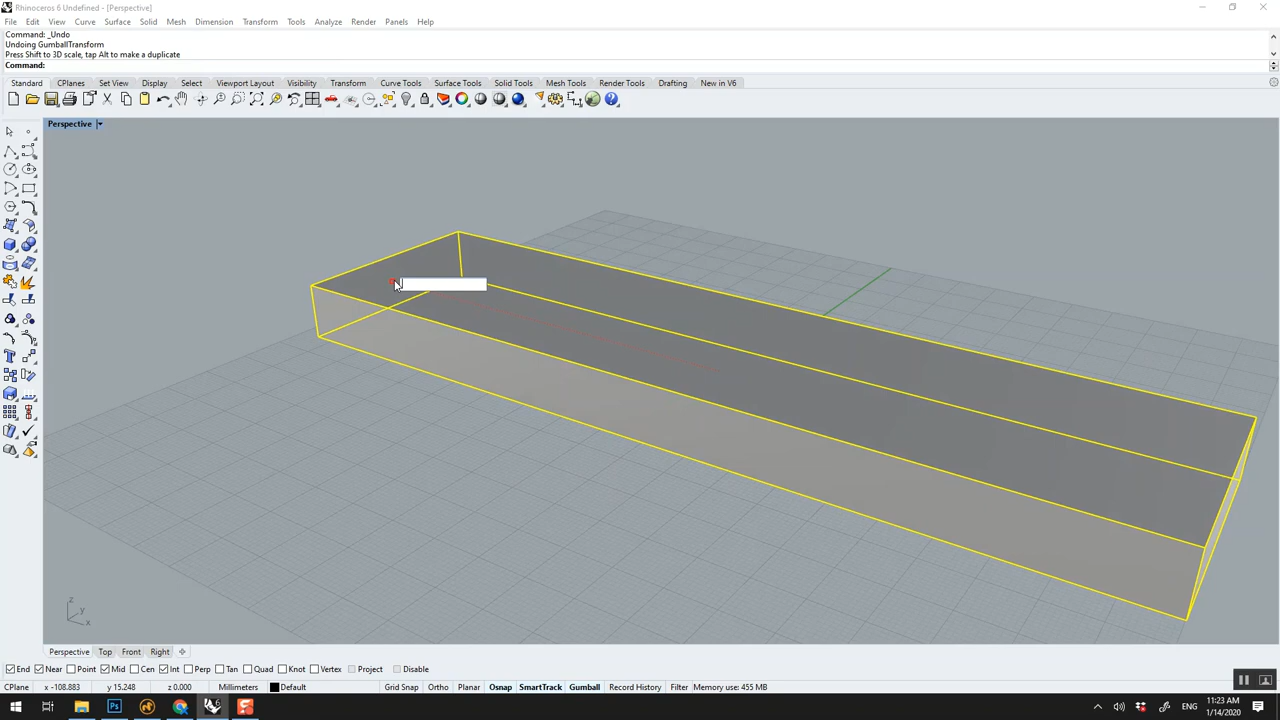 Rhinoceros 6 Undefined - [Perspective]
File Edit View Curve Surface Solid Mesh Dimension Transform Tools Analyze Render Panels Help
Command: _Undo
Undoing GumballTransform
Press Shift to 3D scale, tap Alt to make a duplicate
Command:
Standard CPlanes Set View Display Select Viewport Layout Visibility Transform Curve Tools Surface Tools Solid Tools Mesh Tools Render Tools Drafting New in V6
Perspective
z
y
x
Perspective Top Front Right
End Near Point Mid Cen Int Perp Tan Quad Knot Vertex Project Disable
CPlane x -108.883 y 15.248 z 0.000 Millimeters Default Grid Snap Ortho Planar Osnap SmartTrack Gumball Record History Filter Memory use: 455 MB
Ps ENG 11:23 AM
1/14/2020